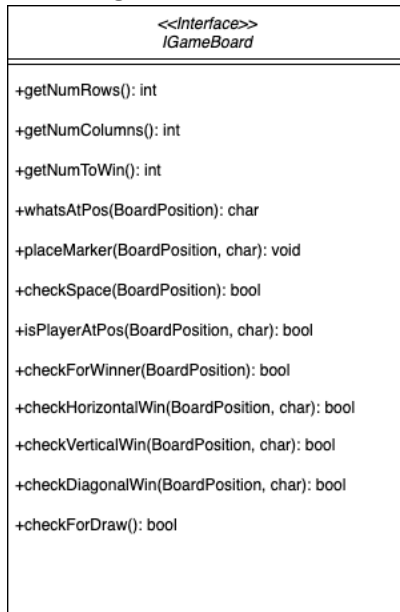 <<Interface>>
IGameBoard
+getNumRows(): int
+getNumColumns(): int
+getNumToWin(): int
+whatsAtPos(BoardPosition): char
+placeMarker(BoardPosition, char): void
+checkSpace(BoardPosition): bool
+isPlayerAtPos(BoardPosition, char): bool
+checkForWinner(BoardPosition): bool
+checkHorizontalWin(BoardPosition, char): bool
+checkVerticalWin(BoardPosition, char): bool
+checkDiagonalWin(BoardPosition, char): bool
+checkForDraw(): bool